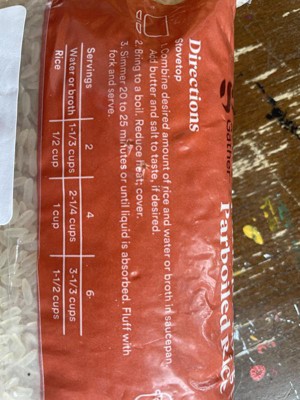 Parboiled Rice
Directions
Stovetop
1. Combine desired amount of rice and water or broth in saucepan.
Add butter and salt to taste, if desired.
2. Bring to a boil. Reduce heat; cover.
3. Simmer 20 to 25 minutes or until liquid is absorbed. Fluff with
fork and serve.
Servings 2 4 6
Water or broth 1-1/3 cups 2-1/4 cups 3-1/3 cups
Rice 1/2 cup 1 cup 1-1/2 cups